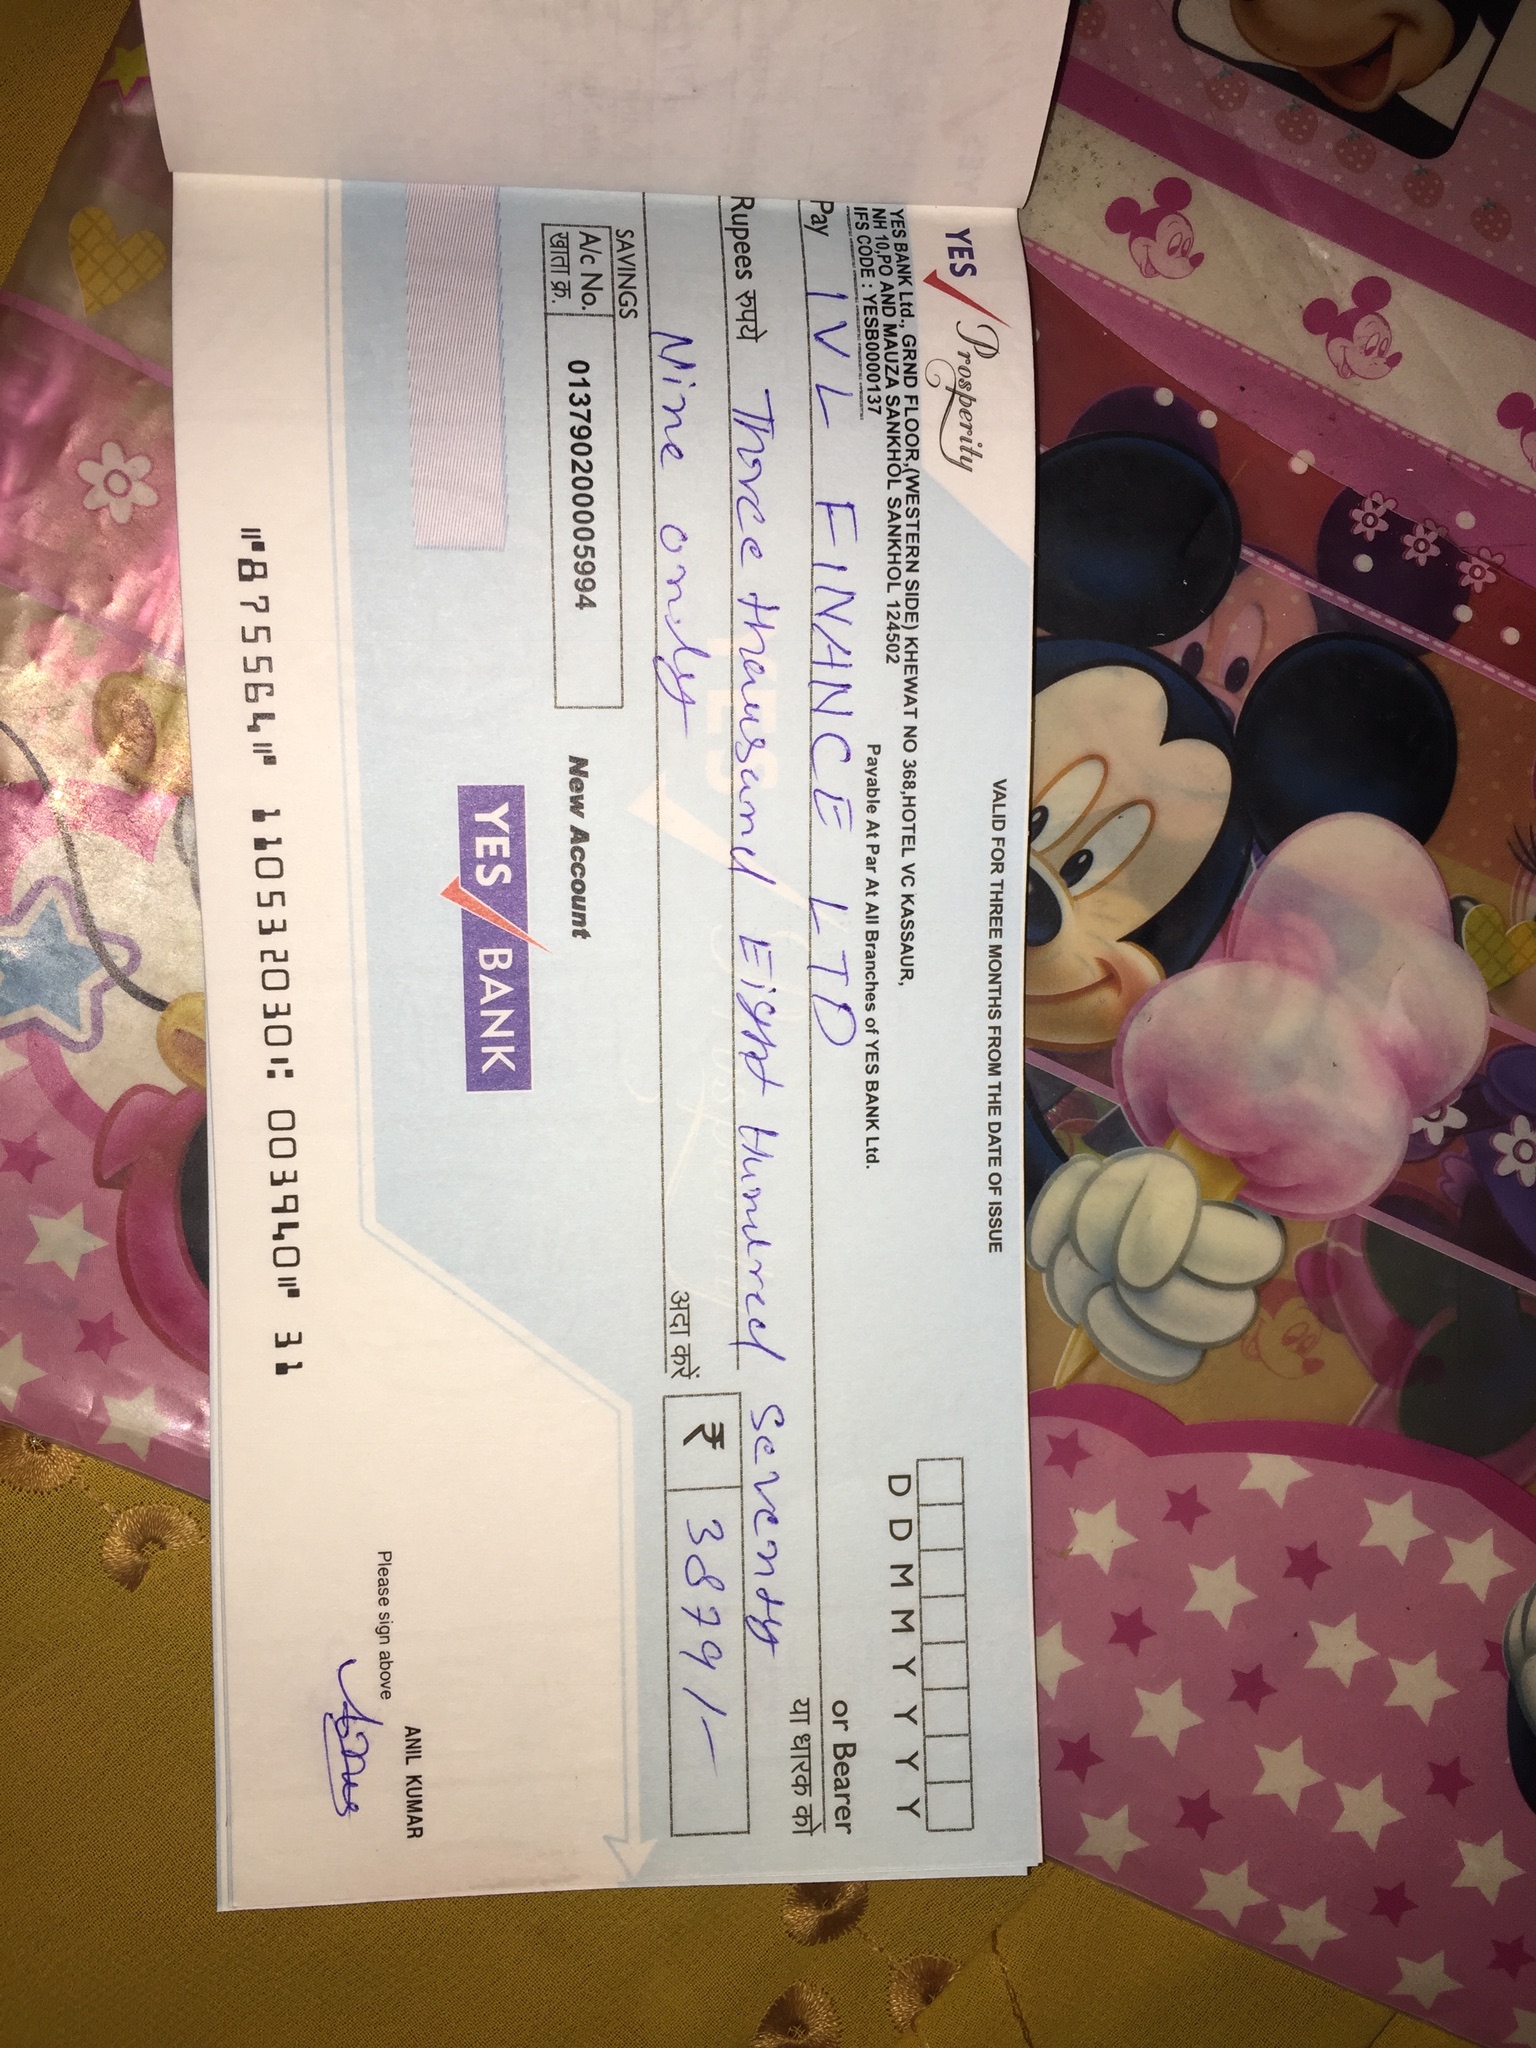 YES Prosperity
VALID FOR THREE MONTHS FROM THE DATE OF ISSUE
YES BANK Ltd., GRND FLOOR,(WESTERN SIDE) KHEWAT NO 368,HOTEL VC KASSAUR,
NH 10,PO AND MAUZA SANKHOL SANKHOL 124502
IFS CODE : YESB0000137
Payable At Par At All Branches of YES BANK Ltd.
D D M M Y Y Y Y
Pay IVL FINANCE LTD or Bearer
या धारक को
Rupees रुपये Three thousand Eight Hundred Seventy
Nine only अदा करें ₹ 3879/-
SAVINGS
A/c No. 013790200005994
खाता क्र.
New Account
YES BANK
ANIL KUMAR
Please sign above
⑈875564⑈ 110532030⑆ 003940⑈ 31